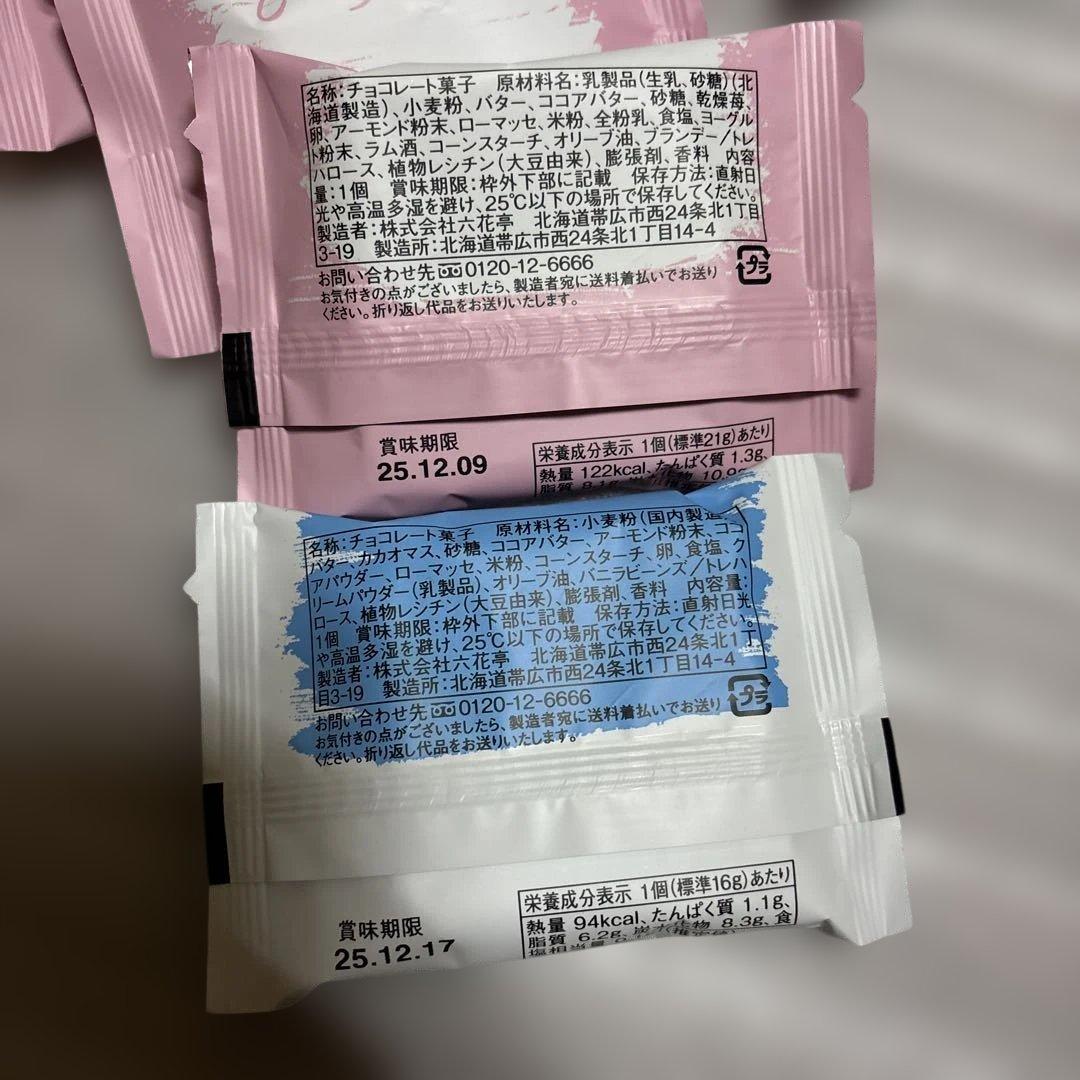 名称:チョコレート菓子 原材料名:乳製品(生乳、砂糖)(北
海道製造)、小麦粉、バター、ココアバター、砂糖、乾燥苺、
卵、アーモンド粉末、ローマッセ、米粉、全粉乳、食塩、ヨーグル
ト粉末、ラム酒、コーンスターチ、オリーブ油、ブランデー/トレ
ハロース、植物レシチン(大豆由来)、膨張剤、香料 内容
量:1個 賞味期限:枠外下部に記載 保存方法:直射日
光や高温多湿を避け、25℃以下の場所で保存してください。
製造者:株式会社六花亭 北海道帯広市西24条北1丁目
3-19 製造所:北海道帯広市西24条北1丁目14-4
お問い合わせ先 0120-12-6666
お気付きの点がございましたら、製造者宛に送料着払いでお送り
ください。折り返し代品をお送りいたします。
プラ
賞味期限
25.12.09
栄養成分表示 1個(標準21g)あたり
熱量 122kcal、たんぱく質 1.3g、
脂質 8.1g、
名称:チョコレート菓子 原材料名:小麦粉(国内製造)、
バター、カカオマス、砂糖、ココアバター、アーモンド粉末、ココ
アパウダー、ローマッセ、米粉、コーンスターチ、卵、食塩、ク
リームパウダー(乳製品)、オリーブ油、バニラビーンズ/トレハ
ロース、植物レシチン(大豆由来)、膨張剤、香料 内容量:
1個 賞味期限:枠外下部に記載 保存方法:直射日光
や高温多湿を避け、25℃以下の場所で保存してください。
製造者:株式会社六花亭 北海道帯広市西24条北1丁
目3-19 製造所:北海道帯広市西24条北1丁目14-4
お問い合わせ先 0120-12-6666
お気付きの点がございましたら、製造者宛に送料着払いでお送り
ください。折り返し代品をお送りいたします。
プラ
賞味期限
25.12.17
栄養成分表示 1個(標準16g)あたり
熱量 94kcal、たんぱく質 1.1g、
脂質 6.2g、炭水化物 8.3g、食
塩相当量